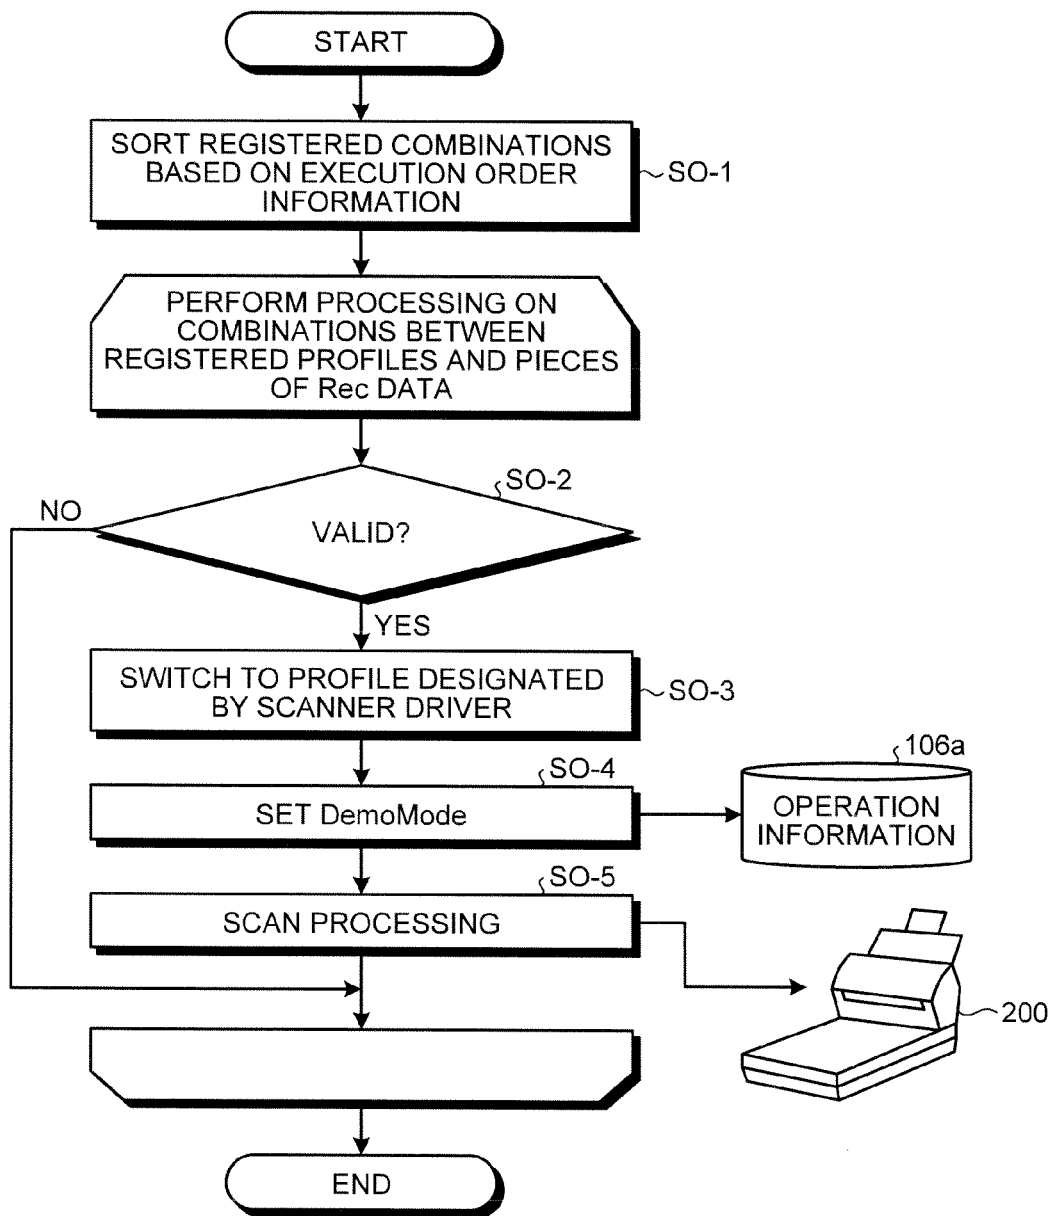 START
SORT REGISTERED COMBINATIONS
BASED ON EXECUTION ORDER
INFORMATION
SO-1
PERFORM PROCESSING ON
COMBINATIONS BETWEEN
REGISTERED PROFILES AND PIECES
OF Rec DATA
SO-2
NO
VALID?
YES
SWITCH TO PROFILE DESIGNATED
BY SCANNER DRIVER
SO-3
SO-4
SET DemoMode
106a
OPERATION
INFORMATION
SO-5
SCAN PROCESSING
200
END